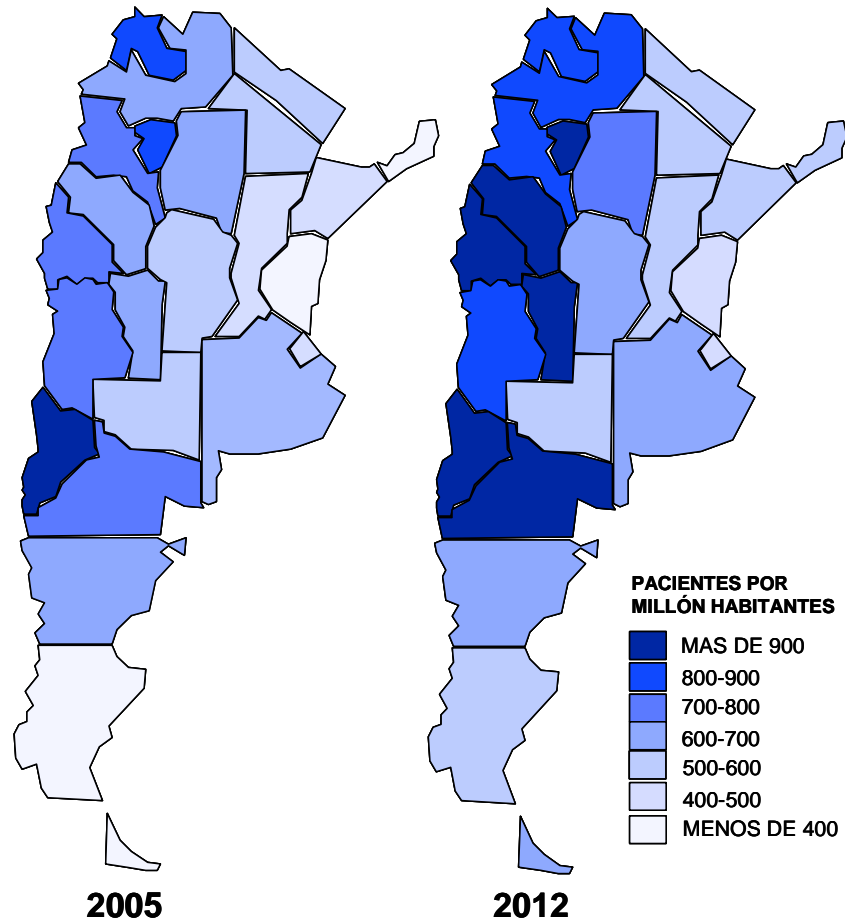 PACIENTES POR
MILLÓN HABITANTES
MAS DE 900
800-900
700-800
600-700
500-600
400-500
MENOS DE 400
2005
2012